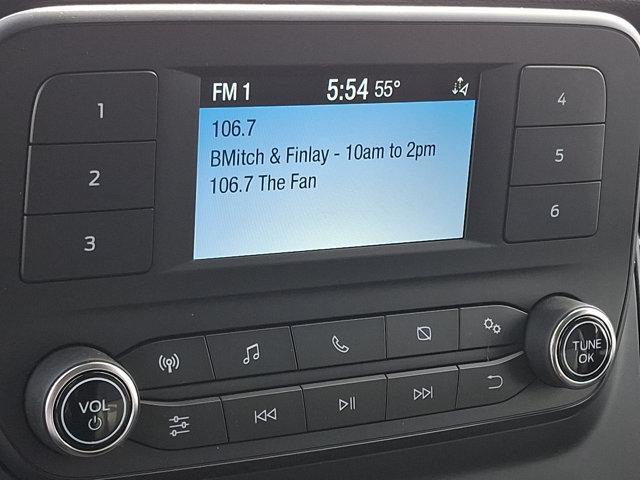 FM 1 5:54 55°
106.7
BMitch & Finlay - 10am to 2pm
106.7 The Fan
1
2
3
4
5
6
VOL
TUNE
OK